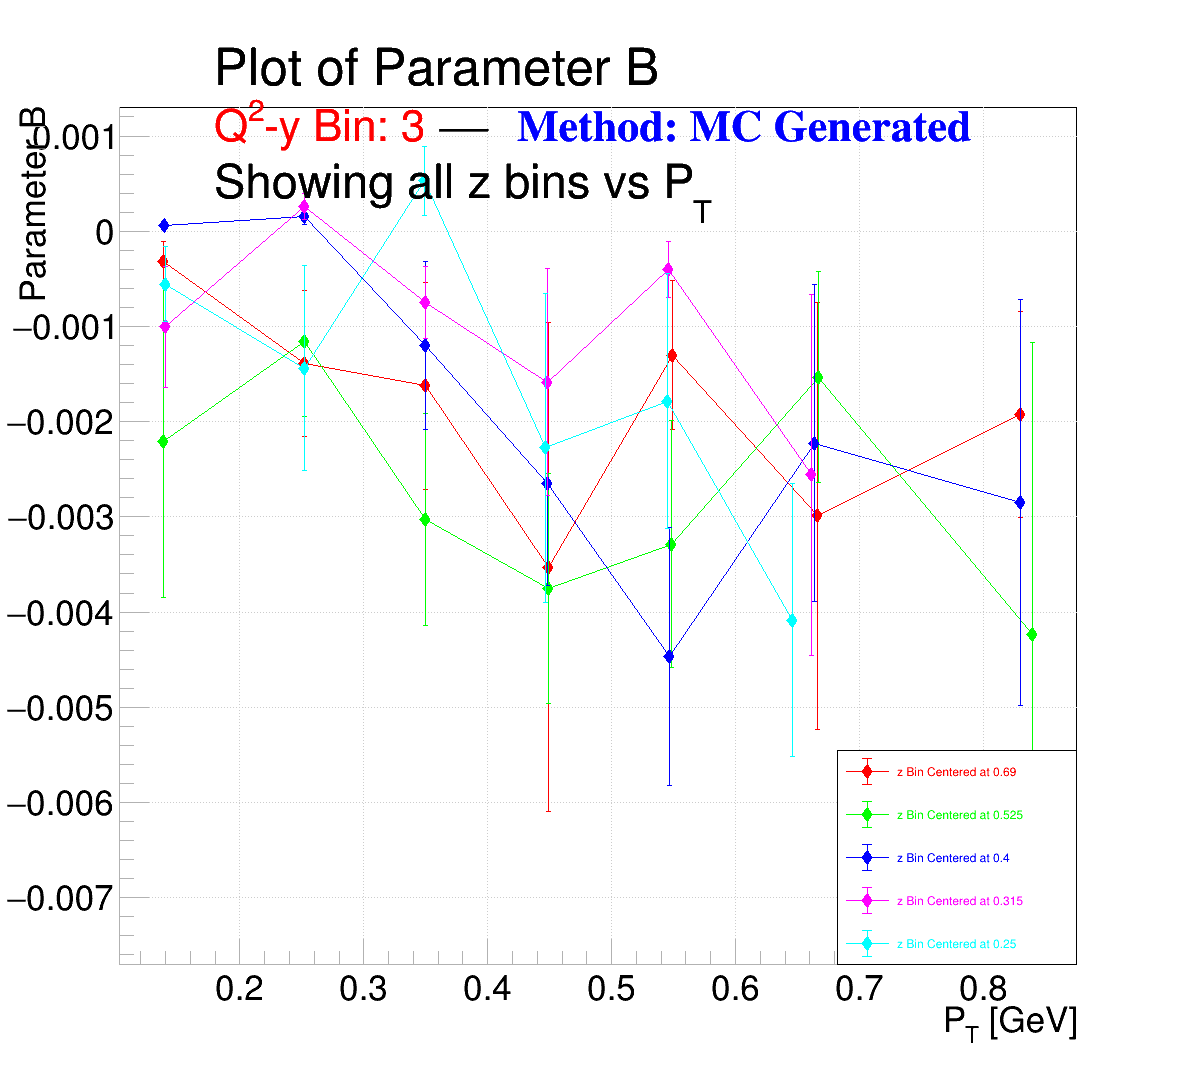 Plot of Parameter B
Q²-y Bin: 3 — Method: MC Generated
Showing all z bins vs P_T
Parameter B
0.001
0
−0.001
−0.002
−0.003
−0.004
−0.005
−0.006
−0.007
z Bin Centered at 0.69
z Bin Centered at 0.525
z Bin Centered at 0.4
z Bin Centered at 0.315
z Bin Centered at 0.25
0.2 0.3 0.4 0.5 0.6 0.7 0.8
P_T [GeV]